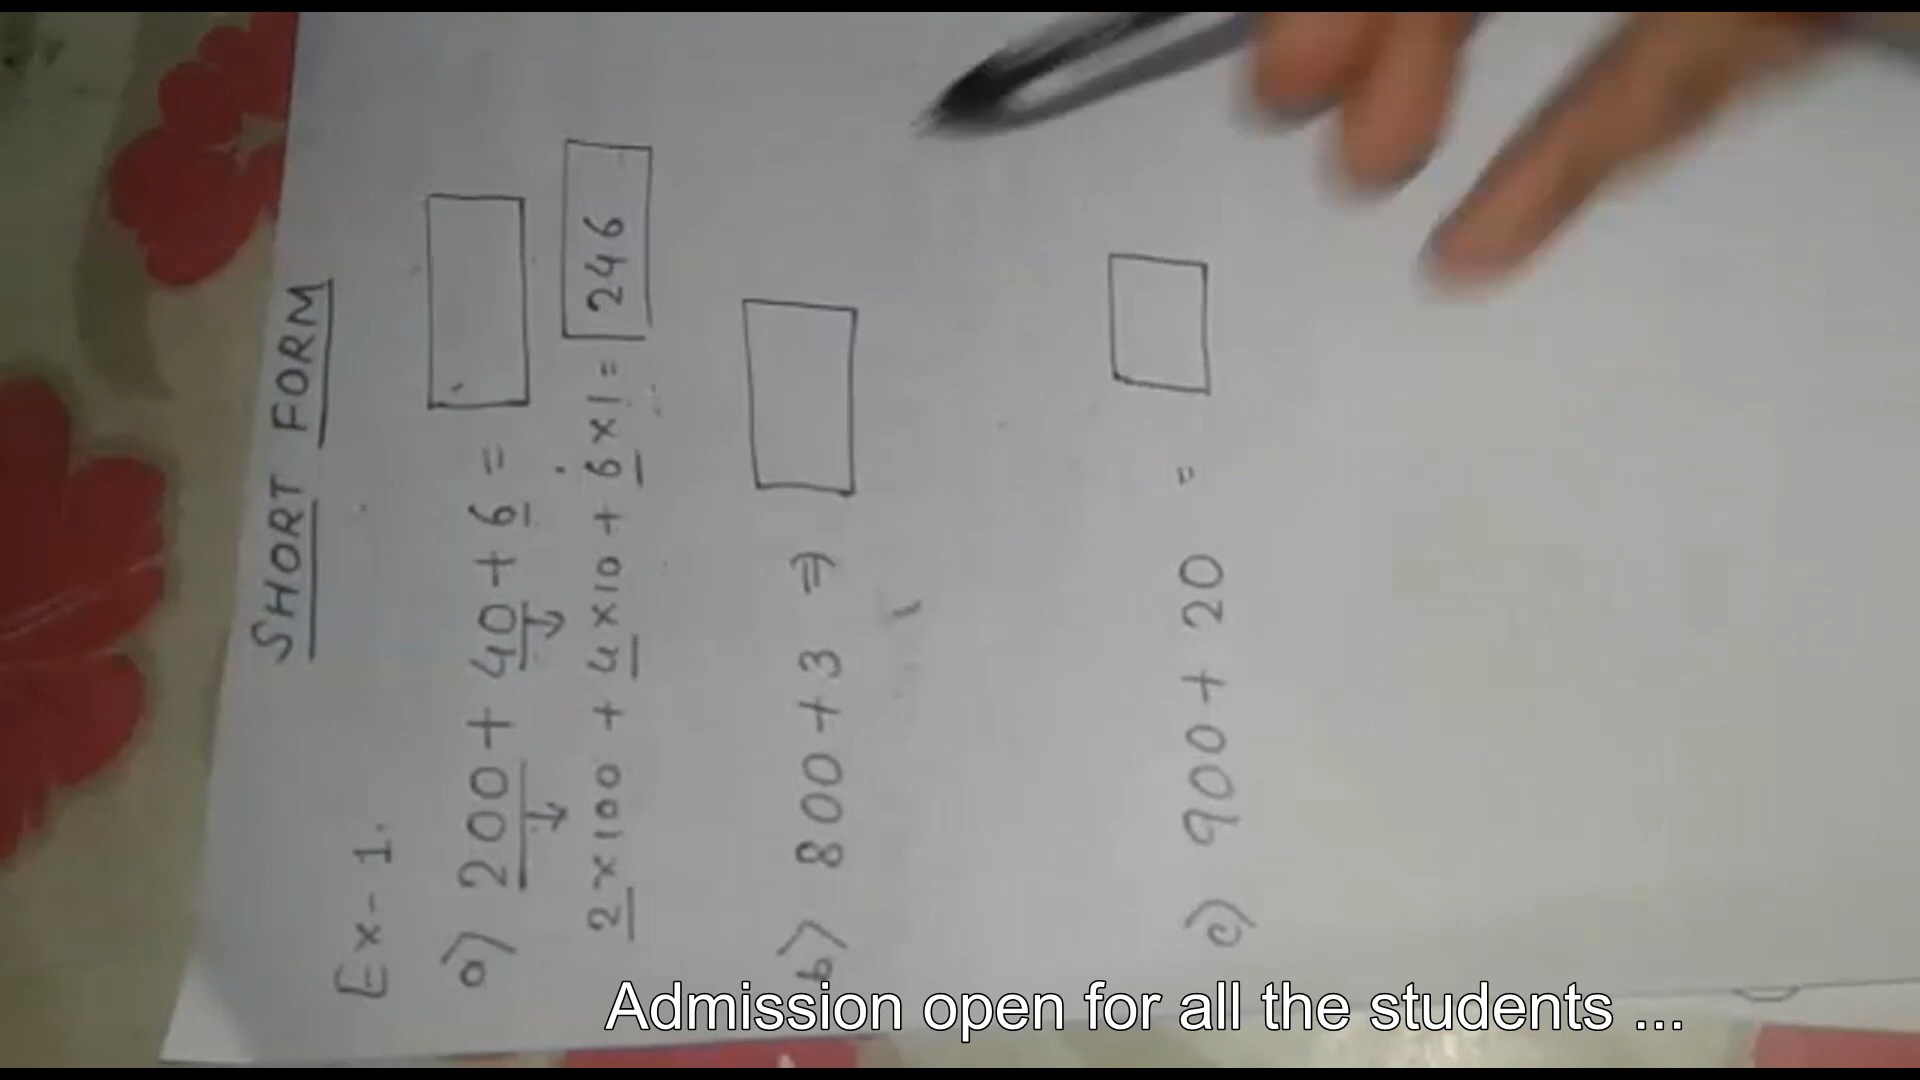 SHORT FORM
Ex-1.
a) 200 + 40 + 6 =
2×100 + 4×10 + 6×1 = 246
b) 800 + 3 ⇒
c) 900 + 20 =
Admission open for all the students ...